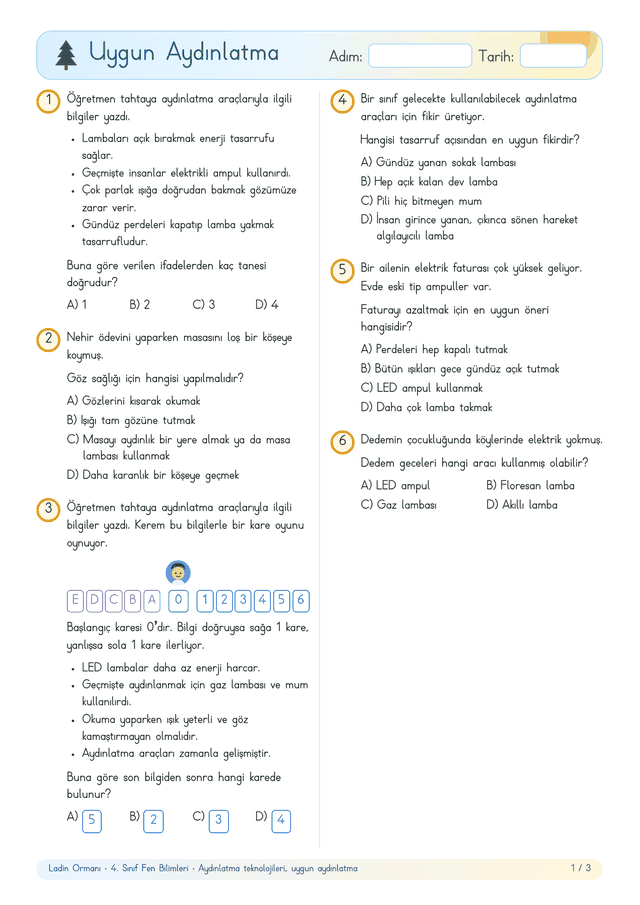 Uygun Aydınlatma
Adım:
Tarih:
1
Öğretmen tahtaya aydınlatma araçlarıyla ilgili
bilgiler yazdı.
• Lambaları açık bırakmak enerji tasarrufu
sağlar.
• Geçmişte insanlar elektrikli ampul kullanırdı.
• Çok parlak ışığa doğrudan bakmak gözümüze
zarar verir.
• Gündüz perdeleri kapatıp lamba yakmak
tasarrufludur.
Buna göre verilen ifadelerden kaç tanesi
doğrudur?
A) 1 B) 2 C) 3 D) 4
2
Nehir ödevini yaparken masasını loş bir köşeye
koymuş.
Göz sağlığı için hangisi yapılmalıdır?
A) Gözlerini kısarak okumak
B) Işığı tam gözüne tutmak
C) Masayı aydınlık bir yere almak ya da masa
lambası kullanmak
D) Daha karanlık bir köşeye geçmek
3
Öğretmen tahtaya aydınlatma araçlarıyla ilgili
bilgiler yazdı. Kerem bu bilgilerle bir kare oyunu
oynuyor.
E D C B A 0 1 2 3 4 5 6
Başlangıç karesi 0'dır. Bilgi doğruysa sağa 1 kare,
yanlışsa sola 1 kare ilerliyor.
• LED lambalar daha az enerji harcar.
• Geçmişte aydınlanmak için gaz lambası ve mum
kullanılırdı.
• Okuma yaparken ışık yeterli ve göz
kamaştırmayan olmalıdır.
• Aydınlatma araçları zamanla gelişmiştir.
Buna göre son bilgiden sonra hangi karede
bulunur?
A) 5 B) 2 C) 3 D) 4
4
Bir sınıf gelecekte kullanılabilecek aydınlatma
araçları için fikir üretiyor.
Hangisi tasarruf açısından en uygun fikirdir?
A) Gündüz yanan sokak lambası
B) Hep açık kalan dev lamba
C) Pili hiç bitmeyen mum
D) İnsan girince yanan, çıkınca sönen hareket
algılayıcılı lamba
5
Bir ailenin elektrik faturası çok yüksek geliyor.
Evde eski tip ampuller var.
Faturayı azaltmak için en uygun öneri
hangisidir?
A) Perdeleri hep kapalı tutmak
B) Bütün ışıkları gece gündüz açık tutmak
C) LED ampul kullanmak
D) Daha çok lamba takmak
6
Dedemin çocukluğunda köylerinde elektrik yokmuş.
Dedem geceleri hangi aracı kullanmış olabilir?
A) LED ampul B) Floresan lamba
C) Gaz lambası D) Akıllı lamba
Ladin Ormanı • 4. Sınıf Fen Bilimleri • Aydınlatma teknolojileri, uygun aydınlatma
1 / 3